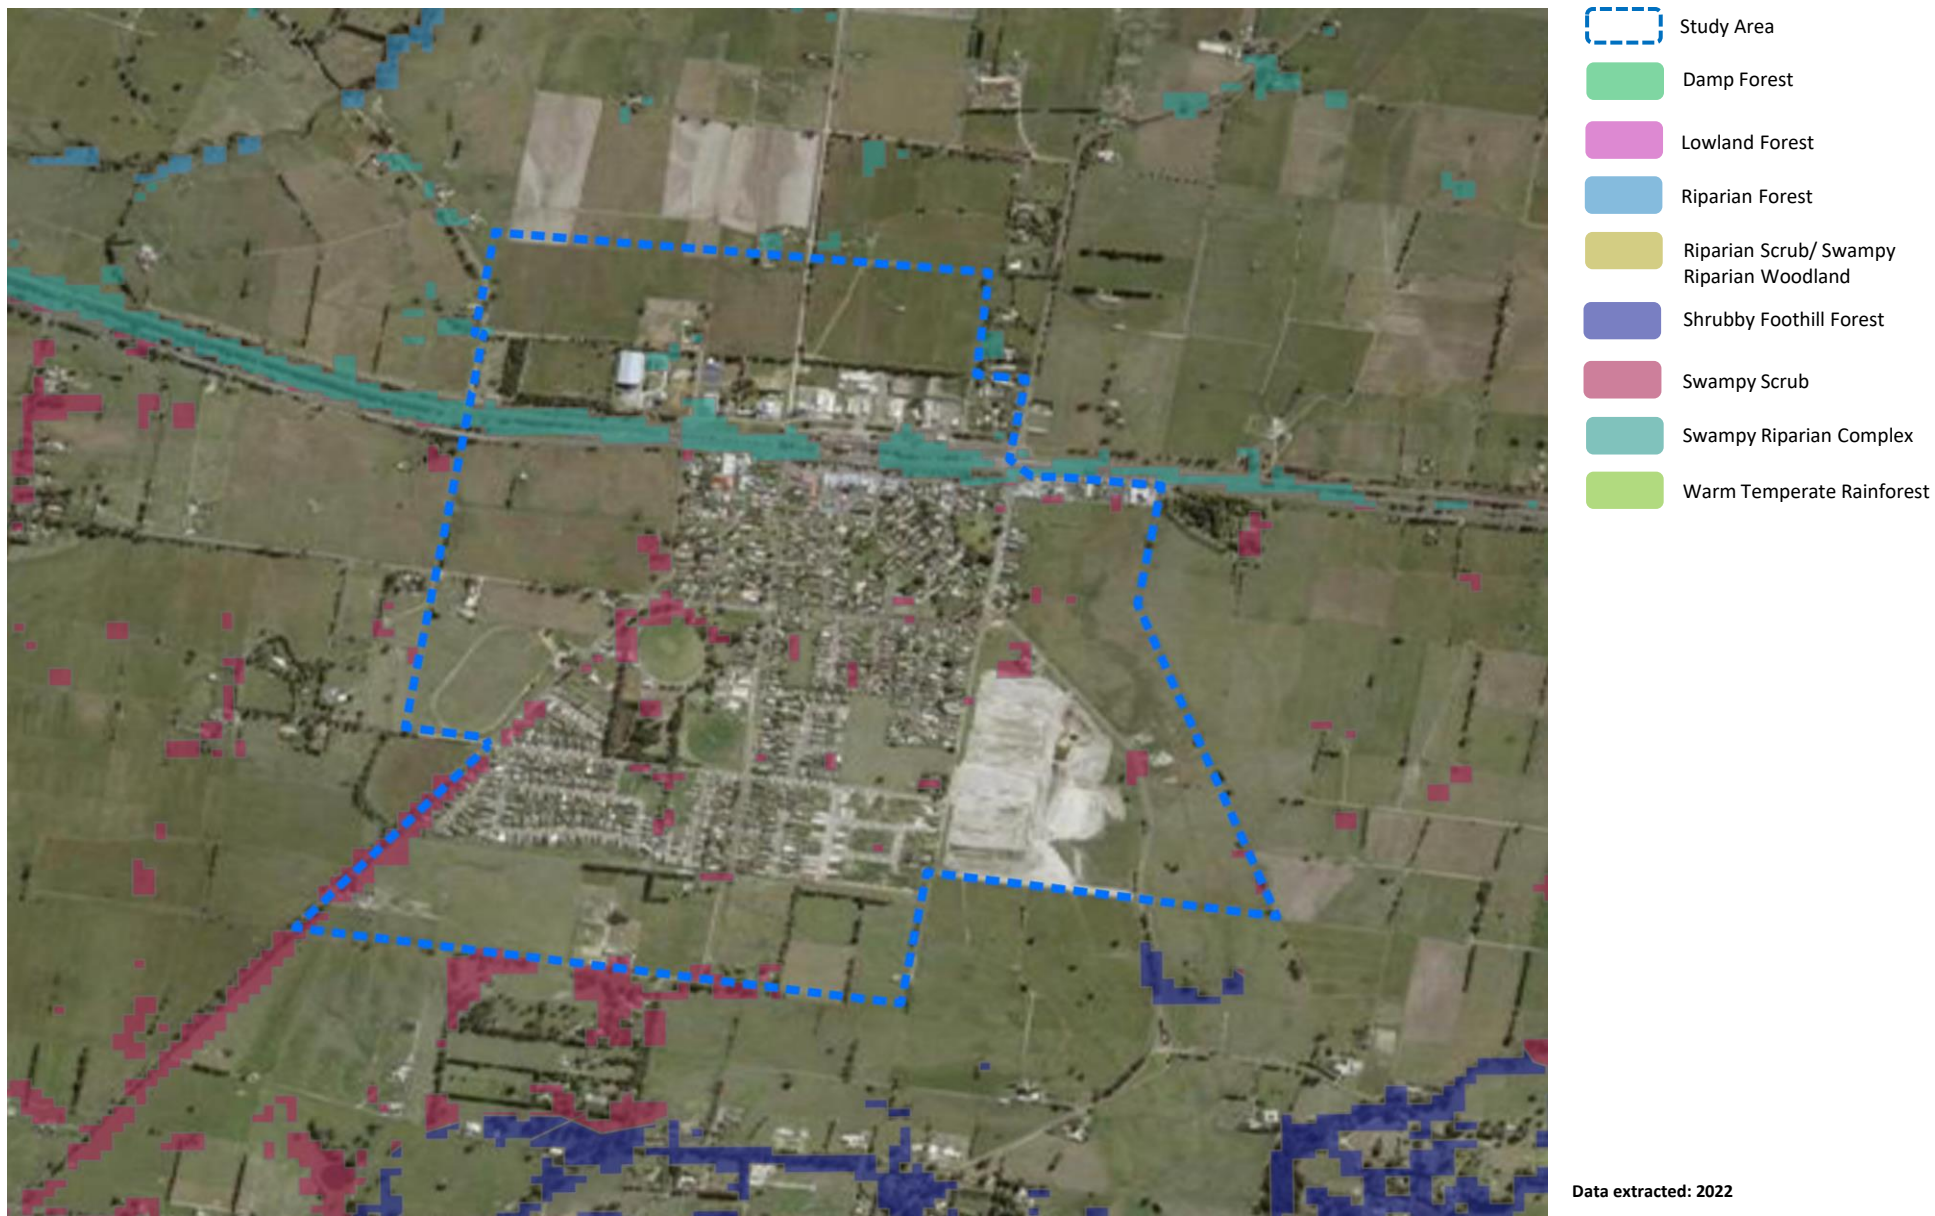 Study Area
Damp Forest
Lowland Forest
Riparian Forest
Riparian Scrub/ Swampy
Riparian Woodland
Shrubby Foothill Forest
Swampy Scrub
Swampy Riparian Complex
Warm Temperate Rainforest
Data extracted: 2022